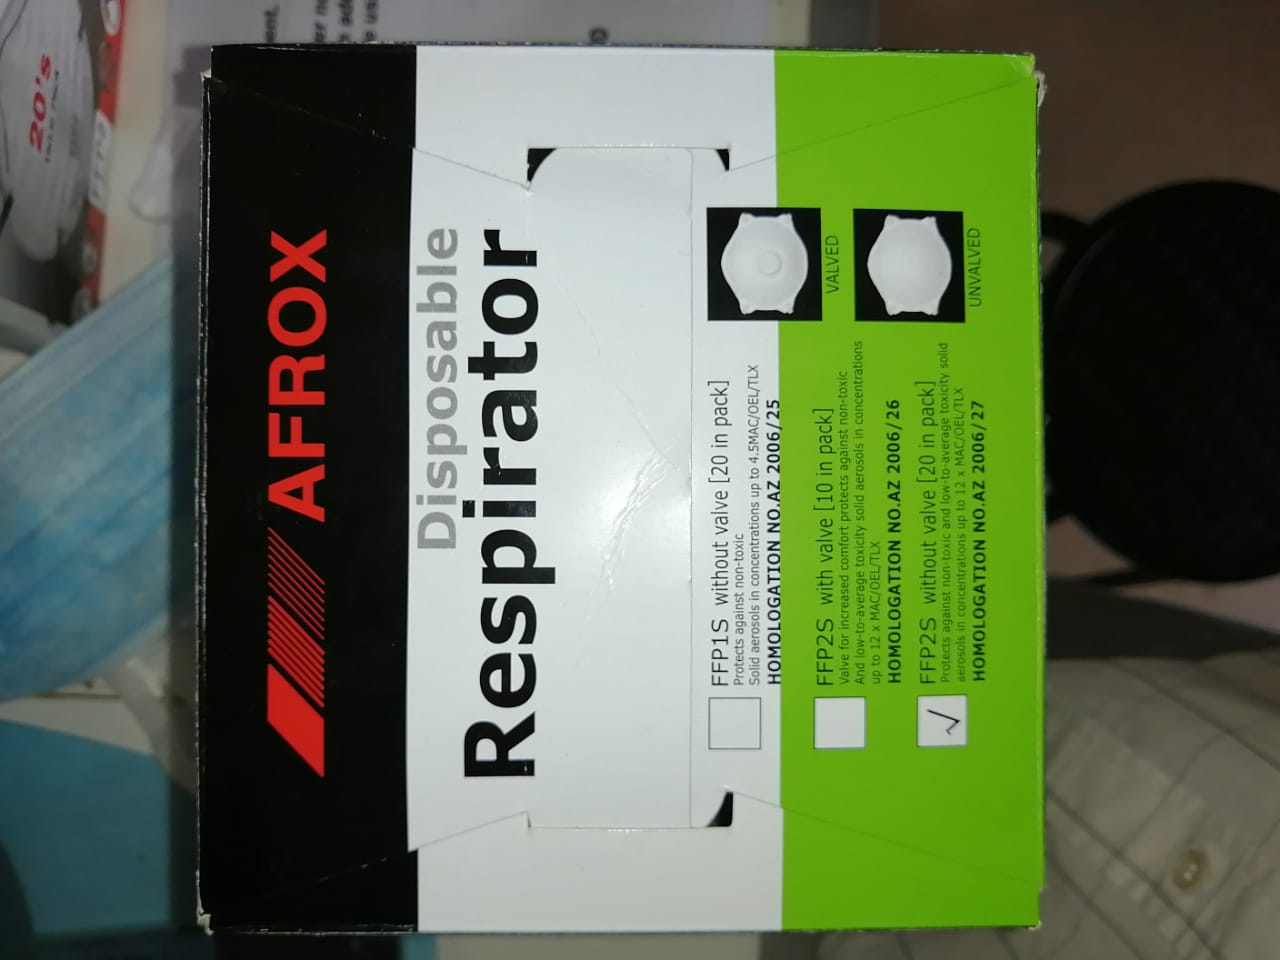 AFROX
Disposable
Respirator
VALVED
UNVALVED
FFP1S without valve [20 in pack]
Protects against non-toxic
Solid aerosols in concentrations up to 4.5MAC/OEL/TLX
HOMOLOGATION NO.AZ 2006/25
FFP2S with valve [10 in pack]
Valve for increased comfort protects against non-toxic
And low-to-average toxicity solid aerosols in concentrations
up to 12 x MAC/OEL/TLX
HOMOLOGATION NO.AZ 2006/26
FFP2S without valve [20 in pack]
Protects against non-toxic and low-to-average toxicity solid
aerosols in concentrations up to 12 x MAC/OEL/TLX
HOMOLOGATION NO.AZ 2006/27
20's